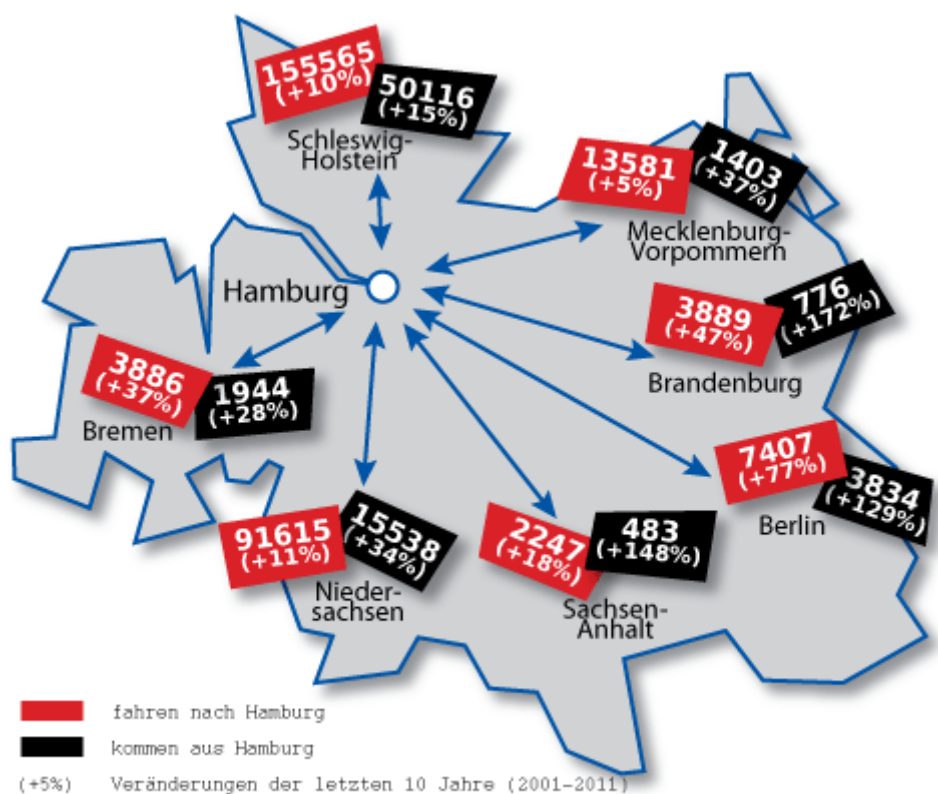 155565
(+10%)
50116
(+15%)
Schleswig-
Holstein
13581
(+5%)
1403
(+37%)
Mecklenburg-
Vorpommern
Hamburg
3889
(+47%)
776
(+172%)
Brandenburg
3886
(+37%)
1944
(+28%)
Bremen
7407
(+77%)
3834
(+129%)
Berlin
91615
(+11%)
15538
(+34%)
Nieder-
sachsen
2247
(+18%)
483
(+148%)
Sachsen-
Anhalt
fahren nach Hamburg
kommen aus Hamburg
(+5%) Veränderungen der letzten 10 Jahre (2001-2011)